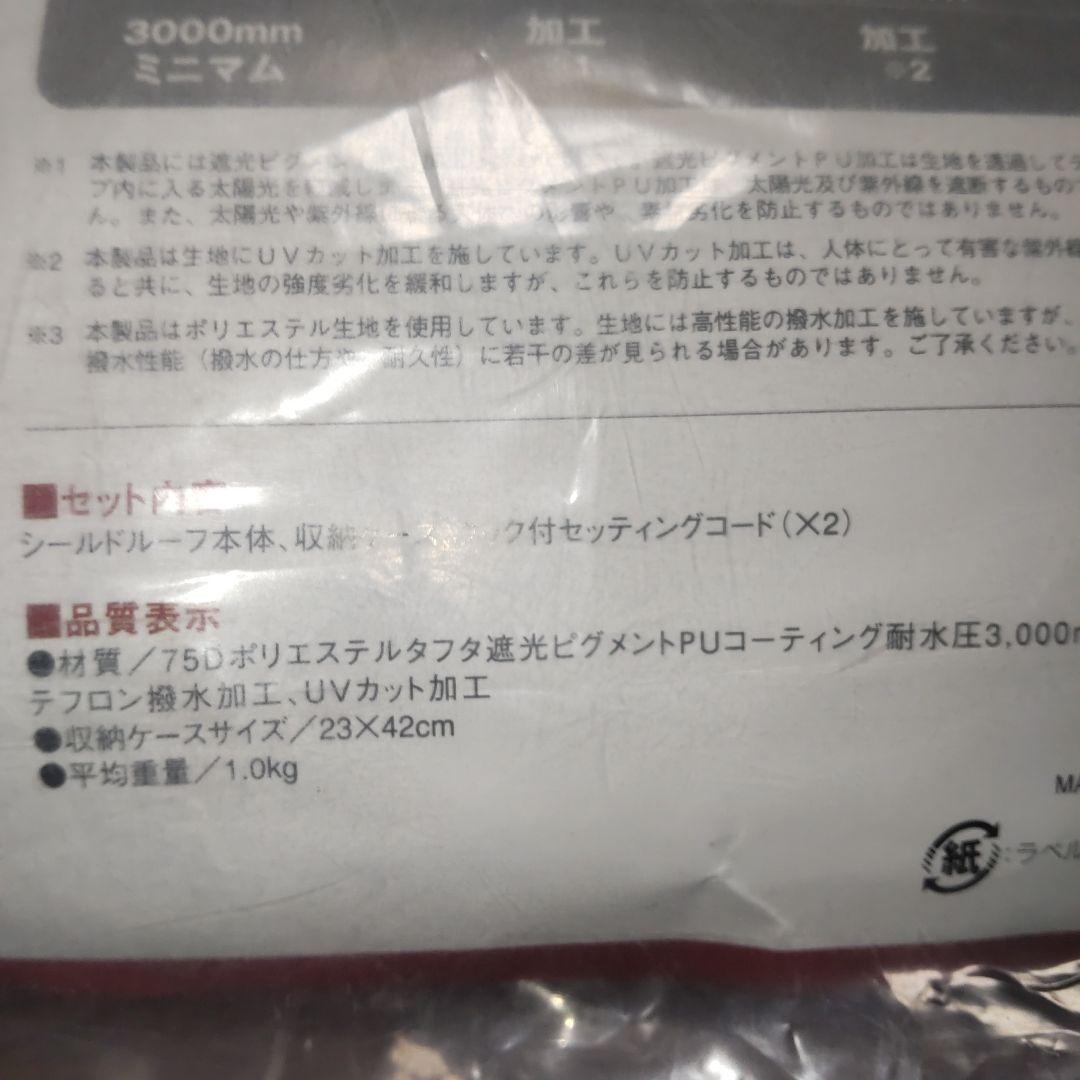 3000mm
ミニマム
加工
加工
※2
※1 本製品には遮光ピグメン 遮光ピグメントPU加工は生地を透過してテ
プ内に入る太陽光を軽減しま ントPU加工 太陽光及び紫外線を遮断するもので
ん。また、太陽光や紫外線 影響や、 劣化を防止するものではありません。
※2 本製品は生地にUVカット加工を施しています。UVカット加工は、人体にとって有害な紫外線
ると共に、生地の強度劣化を緩和しますが、これらを防止するものではありません。
※3 本製品はポリエステル生地を使用しています。生地には高性能の撥水加工を施していますが、
撥水性能（撥水の仕方や 耐久性）に若干の差が見られる場合があります。ご了承ください。
■セット内容
シールドルーフ本体、収納 ク付セッティングコード（×2）
■品質表示
●材質／75Dポリエステルタフタ遮光ピグメントPUコーティング耐水圧3,000m
テフロン撥水加工、UVカット加工
●収納ケースサイズ／23×42cm
●平均重量／1.0kg
MA
紙：ラベル